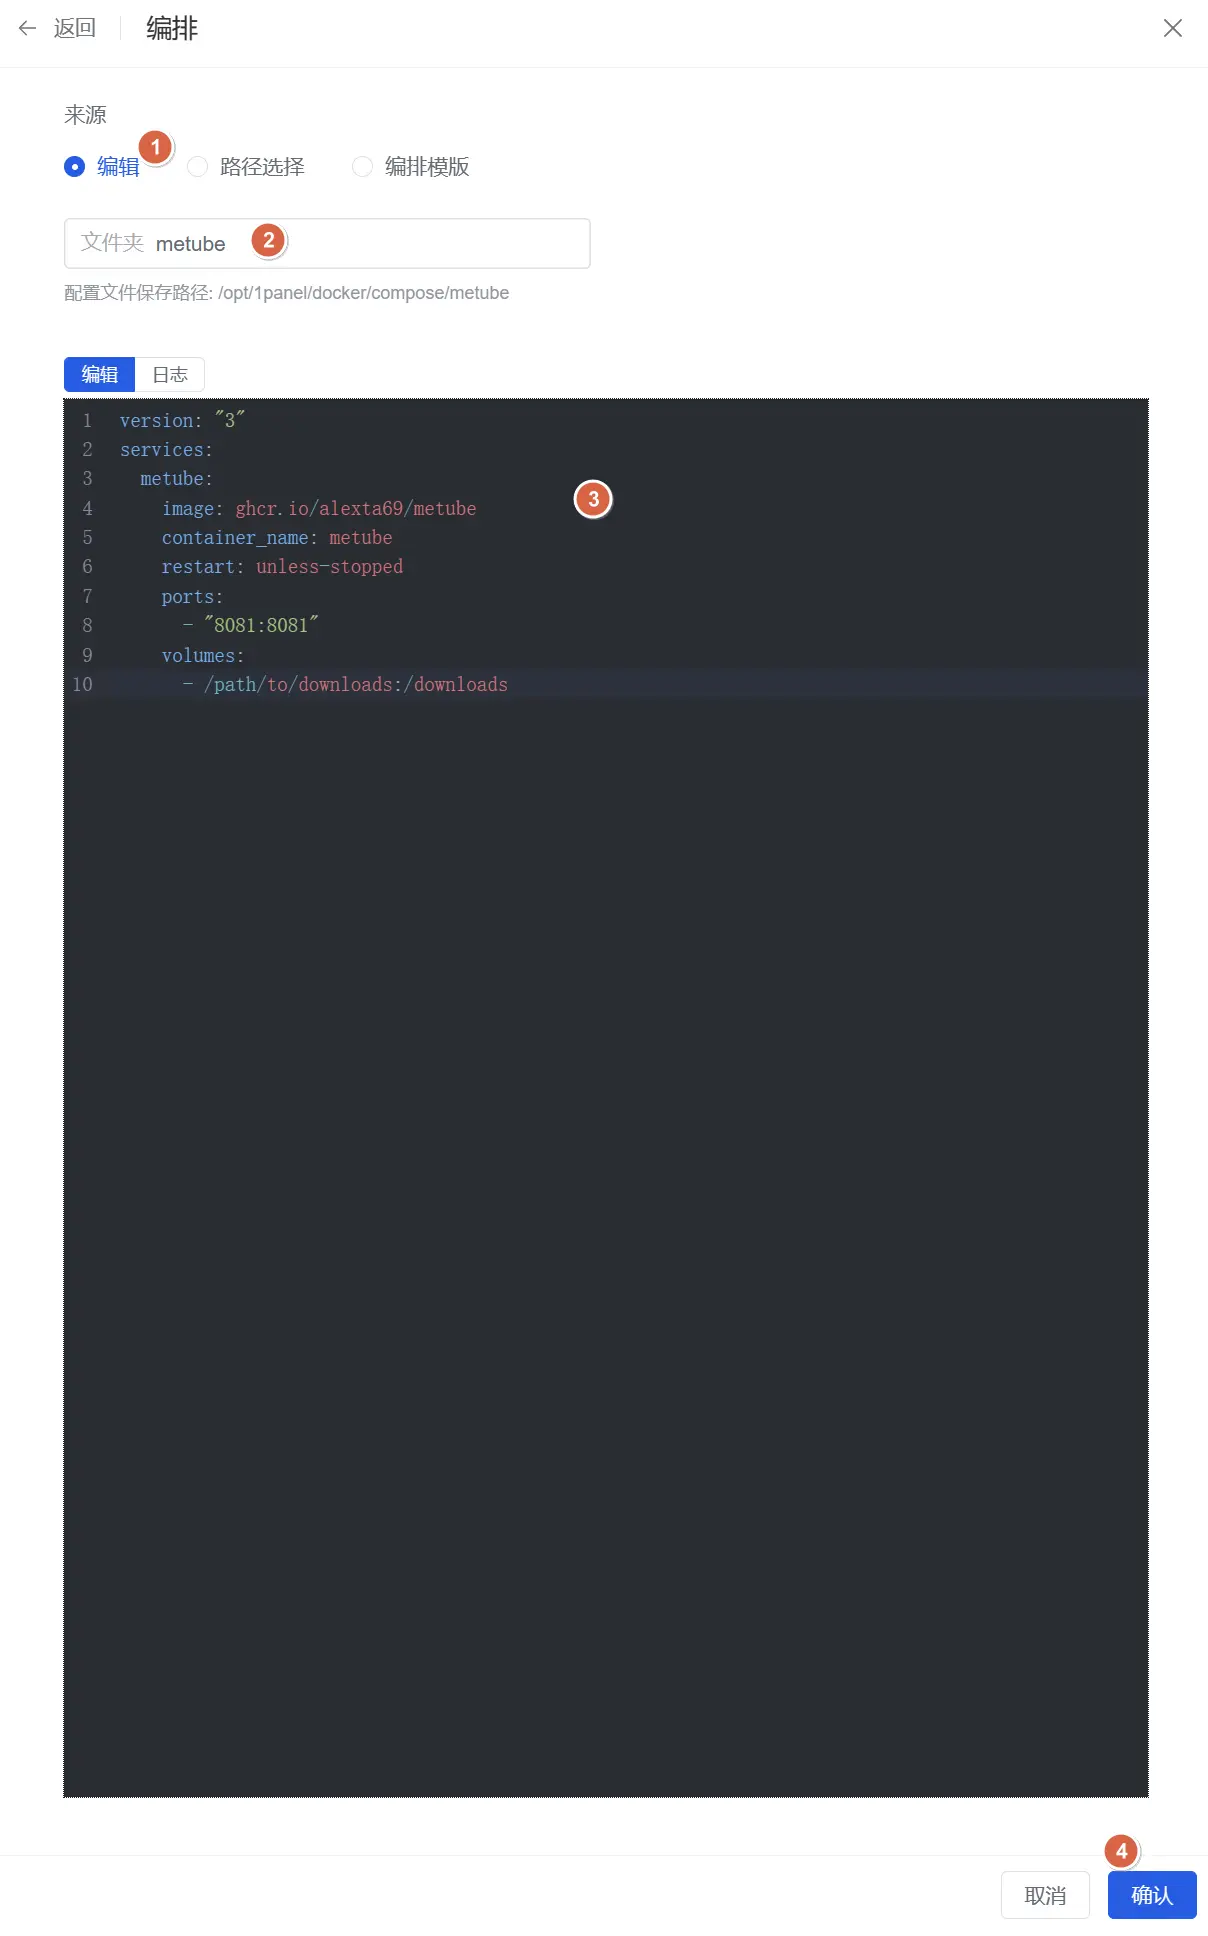 返回 编排
来源
编辑 1 路径选择 编排模版
文件夹 metube 2
配置文件保存路径: /opt/1panel/docker/compose/metube
编辑 日志
1 version: "3"
2 services:
3 metube: 3
4 image: ghcr.io/alexta69/metube
5 container_name: metube
6 restart: unless-stopped
7 ports:
8 - "8081:8081"
9 volumes:
10 - /path/to/downloads:/downloads
4
取消 确认